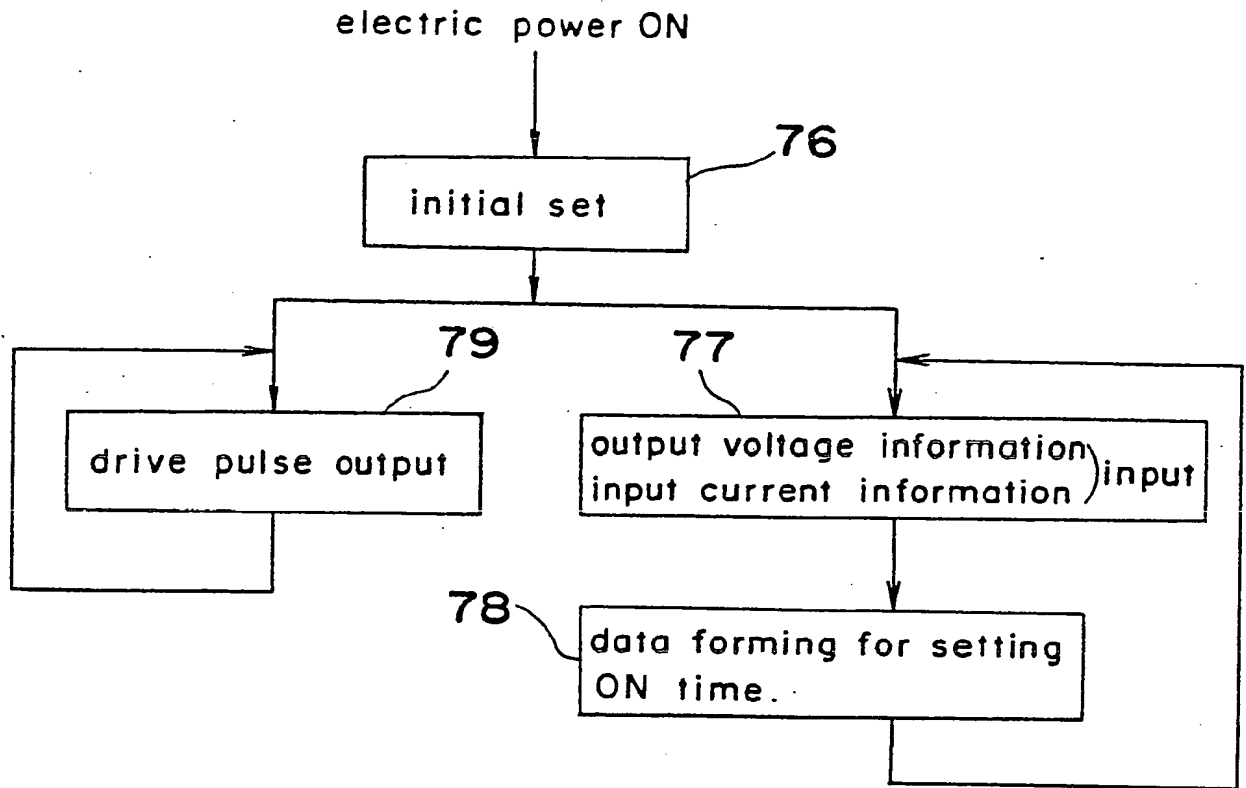 electric power ON
76
initial set
79
77
drive pulse output
output voltage information
input current information
) input
78
data forming for setting
ON time.